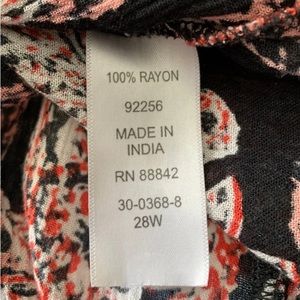 100% RAYON
92256
MADE IN
INDIA
RN 88842
30-0368-8
28W